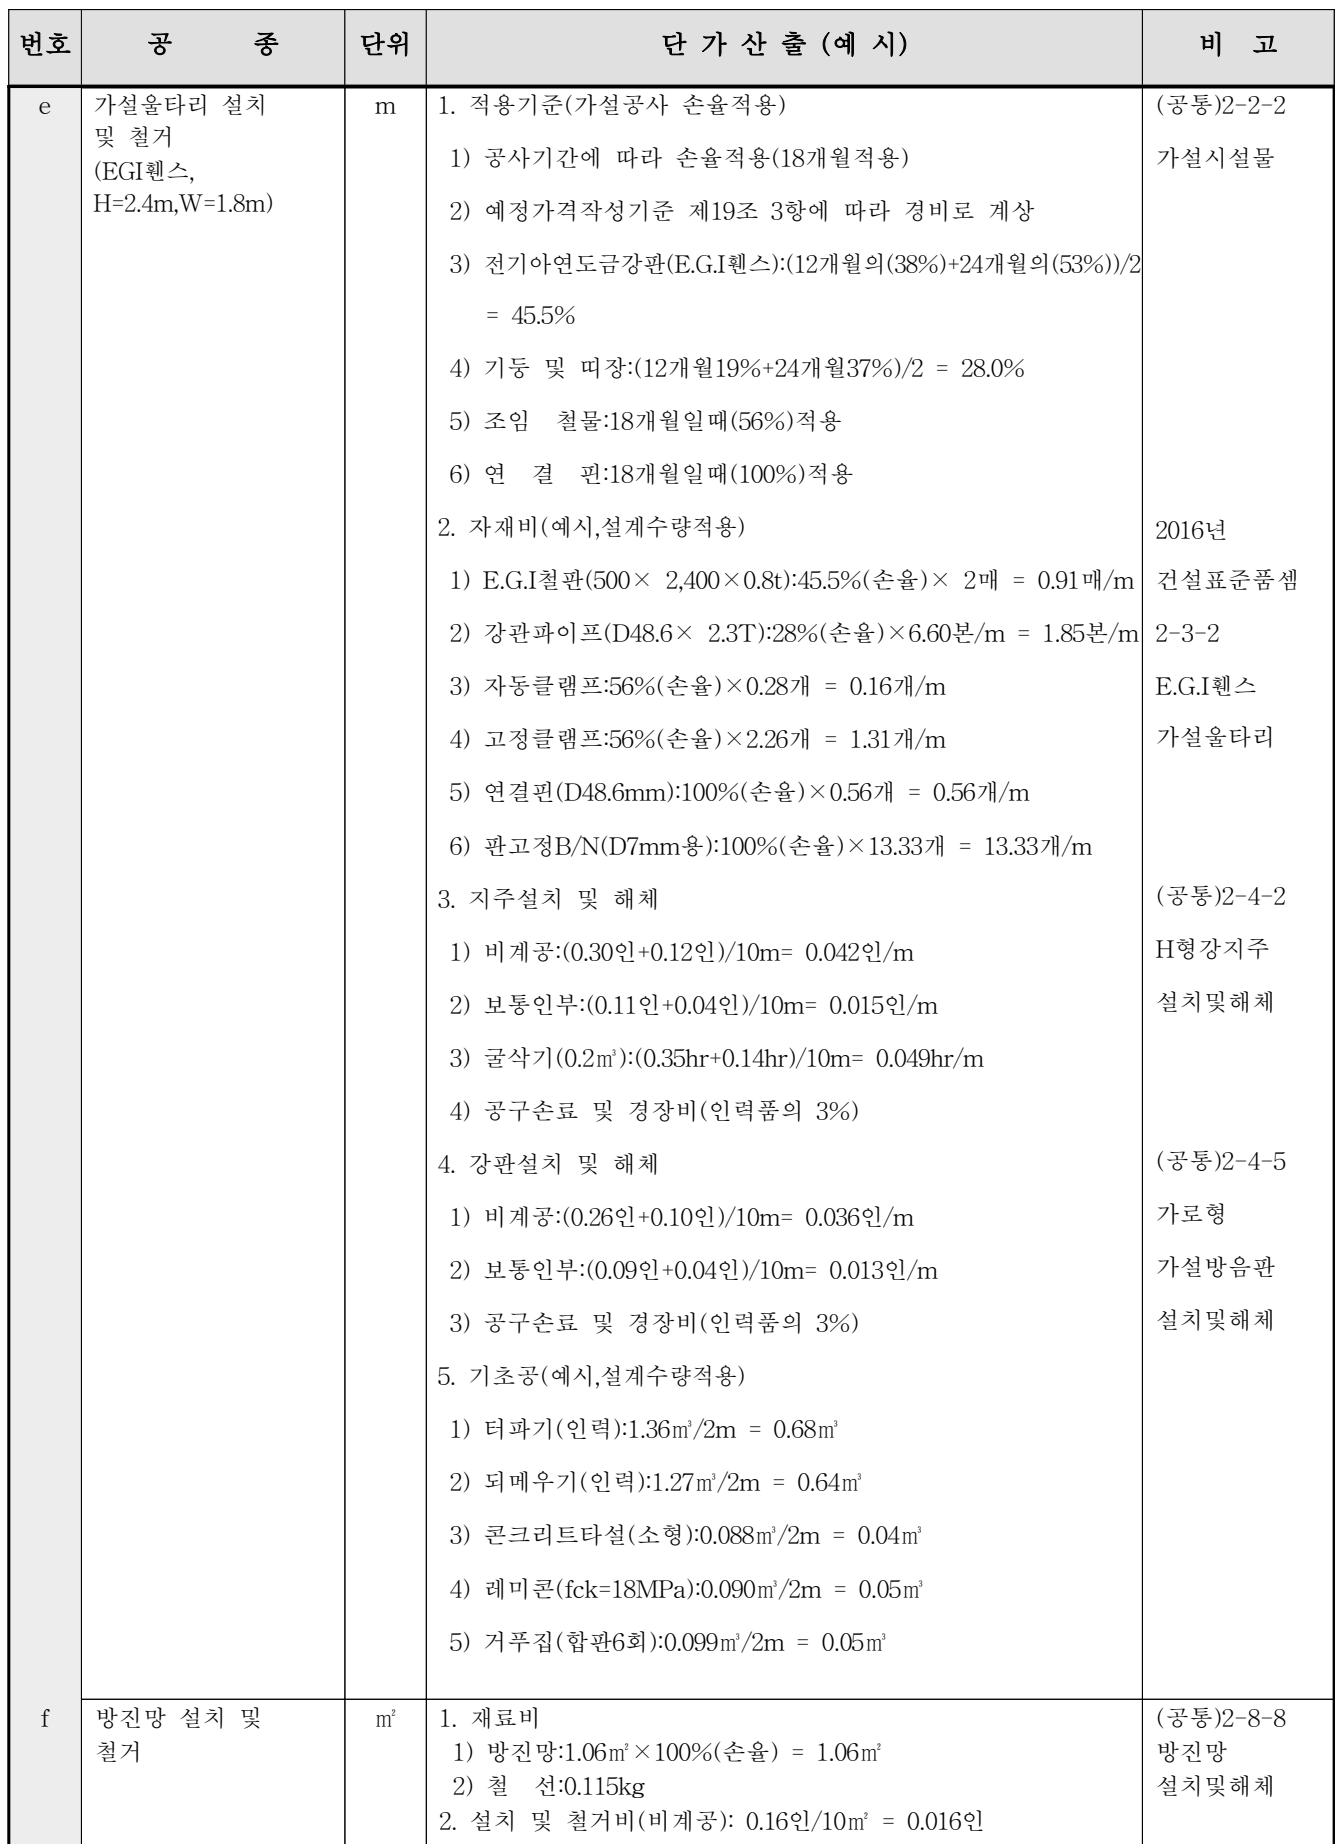 번호 공 종 단위 단 가 산 출 (예 시) 비 고
e 가설울타리 설치 및 철거 (EGI휀스, H=2.4m,W=1.8m) m
1. 적용기준(가설공사 손율적용) (공통)2-2-2
1) 공사기간에 따라 손율적용(18개월적용) 가설시설물
2) 예정가격작성기준 제19조 3항에 따라 경비로 계상
3) 전기아연도금강판(E.G.I휀스):(12개월의(38%)+24개월의(53%))/2
= 45.5%
4) 기둥 및 띠장:(12개월19%+24개월37%)/2 = 28.0%
5) 조임 철물:18개월일때(56%)적용
6) 연 결 핀:18개월일때(100%)적용
2. 자재비(예시,설계수량적용) 2016년
1) E.G.I철판(500× 2,400×0.8t):45.5%(손율)× 2매 = 0.91매/m 건설표준품셈
2) 강관파이프(D48.6× 2.3T):28%(손율)×6.60본/m = 1.85본/m 2-3-2
3) 자동클램프:56%(손율)×0.28개 = 0.16개/m E.G.I휀스
4) 고정클램프:56%(손율)×2.26개 = 1.31개/m 가설울타리
5) 연결핀(D48.6mm):100%(손율)×0.56개 = 0.56개/m
6) 판고정B/N(D7mm용):100%(손율)×13.33개 = 13.33개/m
3. 지주설치 및 해체 (공통)2-4-2
1) 비계공:(0.30인+0.12인)/10m= 0.042인/m H형강지주
2) 보통인부:(0.11인+0.04인)/10m= 0.015인/m 설치및해체
3) 굴삭기(0.2㎥):(0.35hr+0.14hr)/10m= 0.049hr/m
4) 공구손료 및 경장비(인력품의 3%)
4. 강판설치 및 해체 (공통)2-4-5
1) 비계공:(0.26인+0.10인)/10m= 0.036인/m 가로형
2) 보통인부:(0.09인+0.04인)/10m= 0.013인/m 가설방음판
3) 공구손료 및 경장비(인력품의 3%) 설치및해체
5. 기초공(예시,설계수량적용)
1) 터파기(인력):1.36㎥/2m = 0.68㎥
2) 되메우기(인력):1.27㎥/2m = 0.64㎥
3) 콘크리트타설(소형):0.088㎥/2m = 0.04㎥
4) 레미콘(fck=18MPa):0.090㎥/2m = 0.05㎥
5) 거푸집(합판6회):0.099㎥/2m = 0.05㎥
f 방진망 설치 및 ㎡ 1. 재료비 (공통)2-8-8
철거 1) 방진망:1.06㎡×100%(손율) = 1.06㎡ 방진망
2) 철 선:0.115kg 설치및해체
2. 설치 및 철거비(비계공): 0.16인/10㎡ = 0.016인